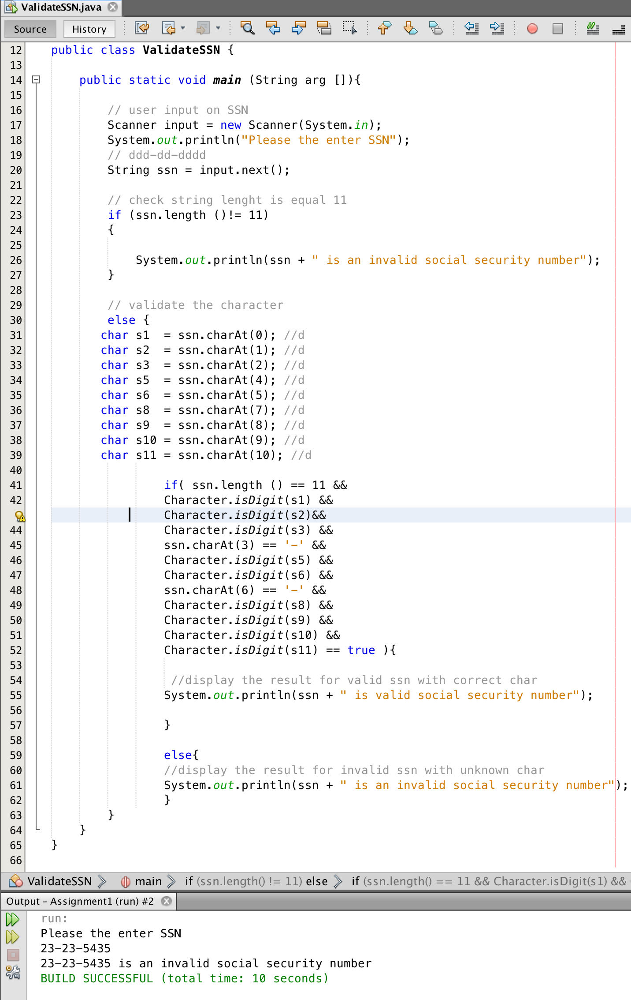 ValidateSSN.java
Source History
12 public class ValidateSSN {
13
14 public static void main (String arg []){
15
16 // user input on SSN
17 Scanner input = new Scanner(System.in);
18 System.out.println("Please the enter SSN");
19 // ddd-dd-dddd
20 String ssn = input.next();
21
22 // check string lenght is equal 11
23 if (ssn.length ()!= 11)
24 {
25
26 System.out.println(ssn + " is an invalid social security number");
27 }
28
29 // validate the character
30 else {
31 char s1 = ssn.charAt(0); //d
32 char s2 = ssn.charAt(1); //d
33 char s3 = ssn.charAt(2); //d
34 char s5 = ssn.charAt(4); //d
35 char s6 = ssn.charAt(5); //d
36 char s8 = ssn.charAt(7); //d
37 char s9 = ssn.charAt(8); //d
38 char s10 = ssn.charAt(9); //d
39 char s11 = ssn.charAt(10); //d
40
41 if( ssn.length () == 11 &&
42 Character.isDigit(s1) &&
Character.isDigit(s2)&&
44 Character.isDigit(s3) &&
45 ssn.charAt(3) == '-' &&
46 Character.isDigit(s5) &&
47 Character.isDigit(s6) &&
48 ssn.charAt(6) == '-' &&
49 Character.isDigit(s8) &&
50 Character.isDigit(s9) &&
51 Character.isDigit(s10) &&
52 Character.isDigit(s11) == true ){
53
54 //display the result for valid ssn with correct char
55 System.out.println(ssn + " is valid social security number");
56
57 }
58
59 else{
60 //display the result for invalid ssn with unknown char
61 System.out.println(ssn + " is an invalid social security number");
62 }
63 }
64 }
65 }
66
ValidateSSN main if (ssn.length() != 11) else if (ssn.length() == 11 && Character.isDigit(s1) &&
Output - Assignment1 (run) #2
run:
Please the enter SSN
23-23-5435
23-23-5435 is an invalid social security number
BUILD SUCCESSFUL (total time: 10 seconds)